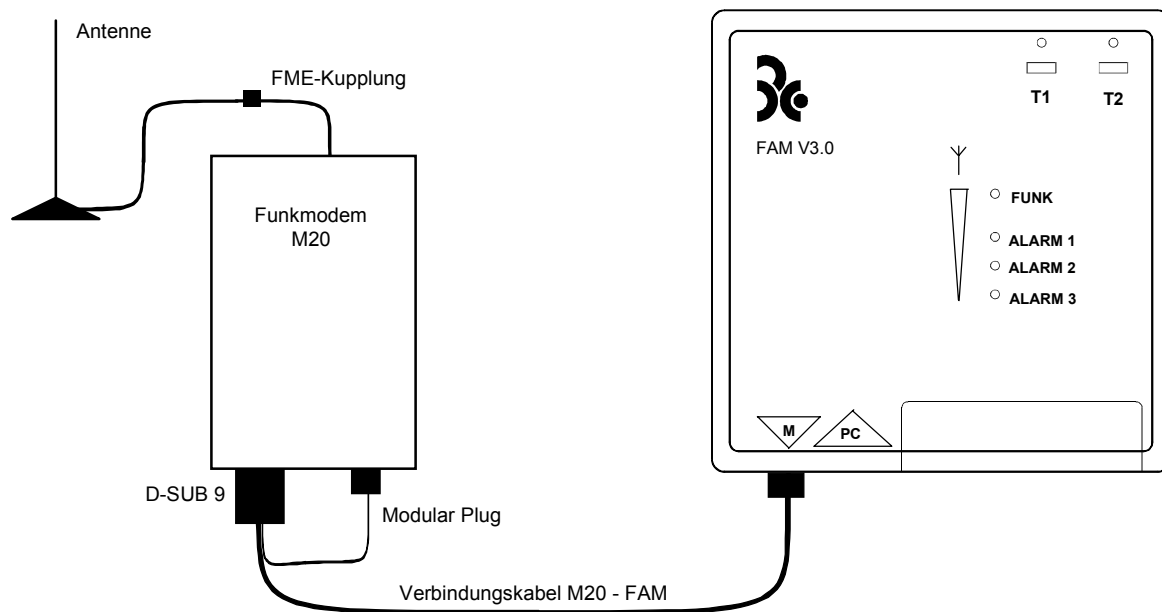 Antenne
FME-Kupplung
Funkmodem
M20
D-SUB 9
Modular Plug
Verbindungskabel M20 - FAM
T1 T2
FAM V3.0
FUNK
ALARM 1
ALARM 2
ALARM 3
M PC